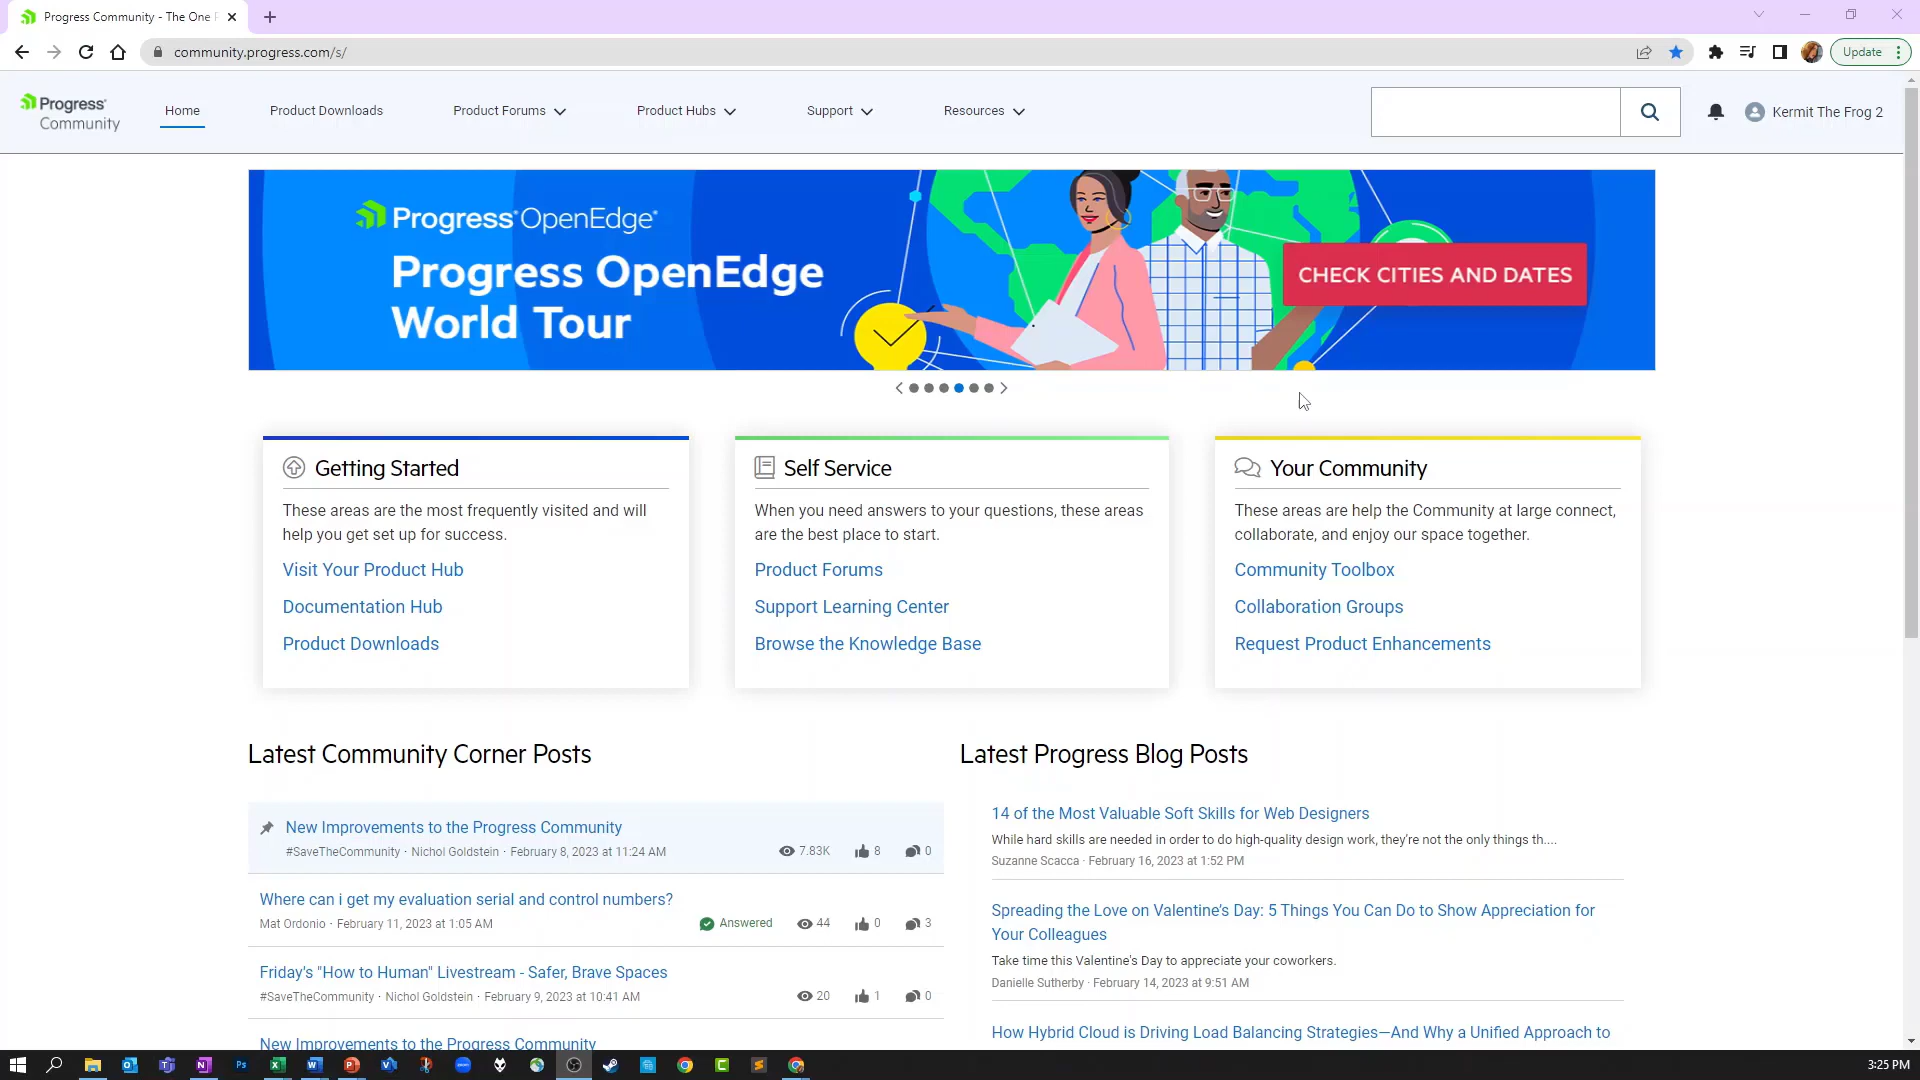 Progress Community - The One
community.progress.com/s/
Update
Progress
Community
Home
Product Downloads
Product Forums
Product Hubs
Support
Resources
Kermit The Frog 2
Progress OpenEdge
Progress OpenEdge
World Tour
CHECK CITIES AND DATES
Getting Started
These areas are the most frequently visited and will
help you get set up for success.
Visit Your Product Hub
Documentation Hub
Product Downloads
Self Service
When you need answers to your questions, these areas
are the best place to start.
Product Forums
Support Learning Center
Browse the Knowledge Base
Your Community
These areas are help the Community at large connect,
collaborate, and enjoy our space together.
Community Toolbox
Collaboration Groups
Request Product Enhancements
Latest Community Corner Posts
New Improvements to the Progress Community
#SaveTheCommunity · Nichol Goldstein · February 8, 2023 at 11:24 AM
7.83K
8
0
Where can i get my evaluation serial and control numbers?
Mat Ordonio · February 11, 2023 at 1:05 AM
Answered
44
0
3
Friday's "How to Human" Livestream - Safer, Brave Spaces
#SaveTheCommunity · Nichol Goldstein · February 9, 2023 at 10:41 AM
20
1
0
New Improvements to the Progress Community
Latest Progress Blog Posts
14 of the Most Valuable Soft Skills for Web Designers
While hard skills are needed in order to do high-quality design work, they're not the only things th....
Suzanne Scacca · February 16, 2023 at 1:52 PM
Spreading the Love on Valentine's Day: 5 Things You Can Do to Show Appreciation for
Your Colleagues
Take time this Valentine's Day to appreciate your coworkers.
Danielle Sutherby · February 14, 2023 at 9:51 AM
How Hybrid Cloud is Driving Load Balancing Strategies—And Why a Unified Approach to
3:25 PM